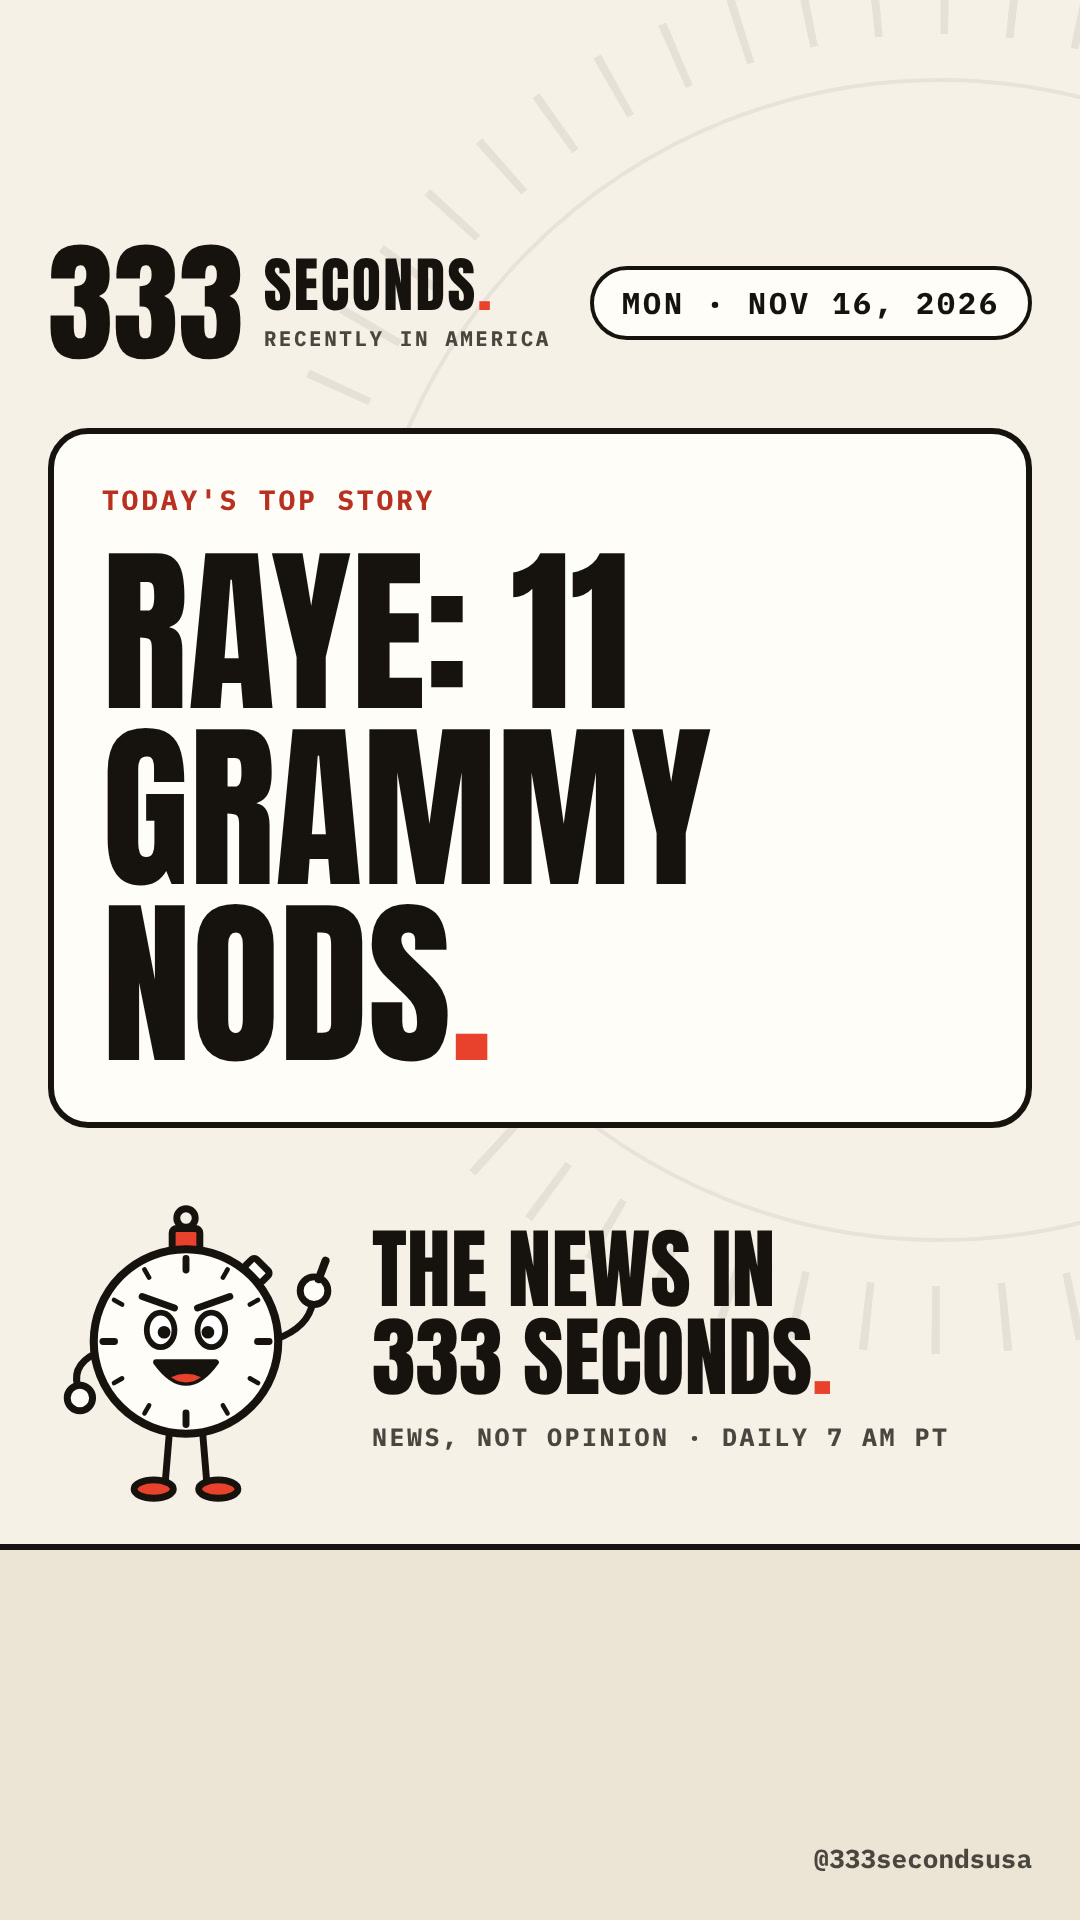 333 SECONDS.
RECENTLY IN AMERICA
MON · NOV 16, 2026
TODAY'S TOP STORY
RAYE: 11
GRAMMY
NODS.
THE NEWS IN
333 SECONDS.
NEWS, NOT OPINION · DAILY 7 AM PT
@333secondsusa